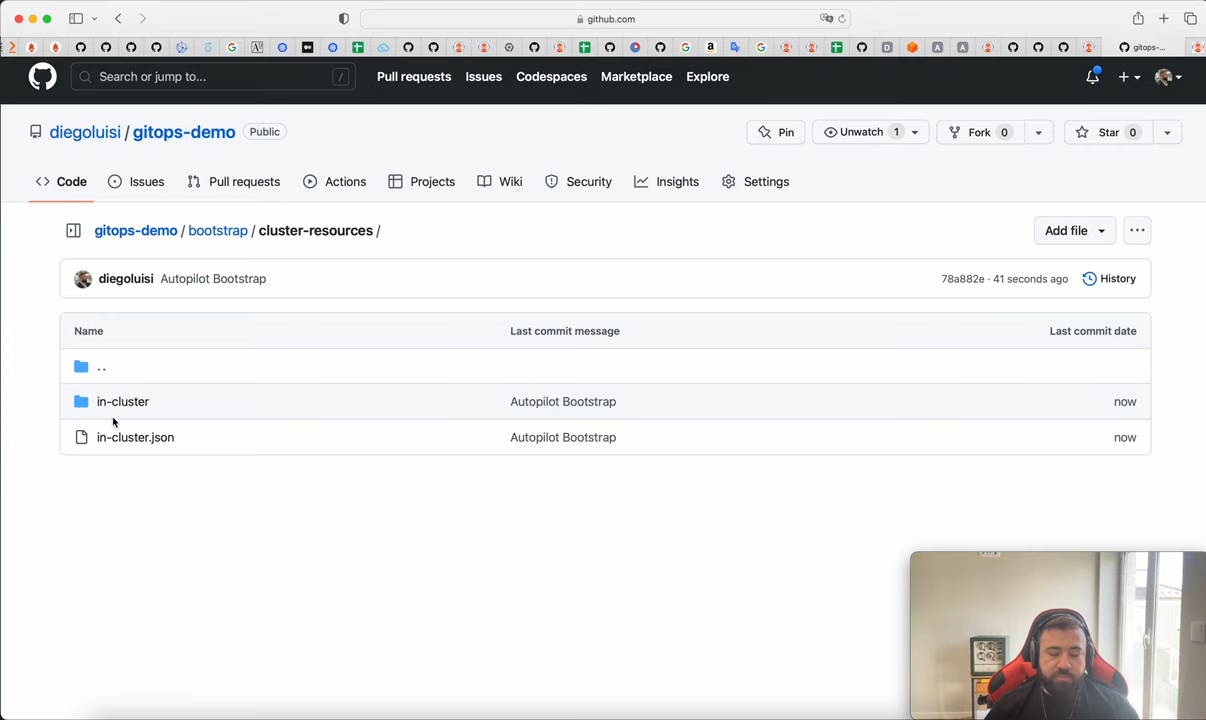 github.com
gitops-...
Search or jump to... /
Pull requests Issues Codespaces Marketplace Explore
diegoluisi / gitops-demo Public
Pin Unwatch 1 Fork 0 Star 0
<> Code Issues Pull requests Actions Projects Wiki Security Insights Settings
gitops-demo / bootstrap / cluster-resources /
Add file
diegoluisi Autopilot Bootstrap 78a882e · 41 seconds ago History
Name Last commit message Last commit date
..
in-cluster Autopilot Bootstrap now
in-cluster.json Autopilot Bootstrap now